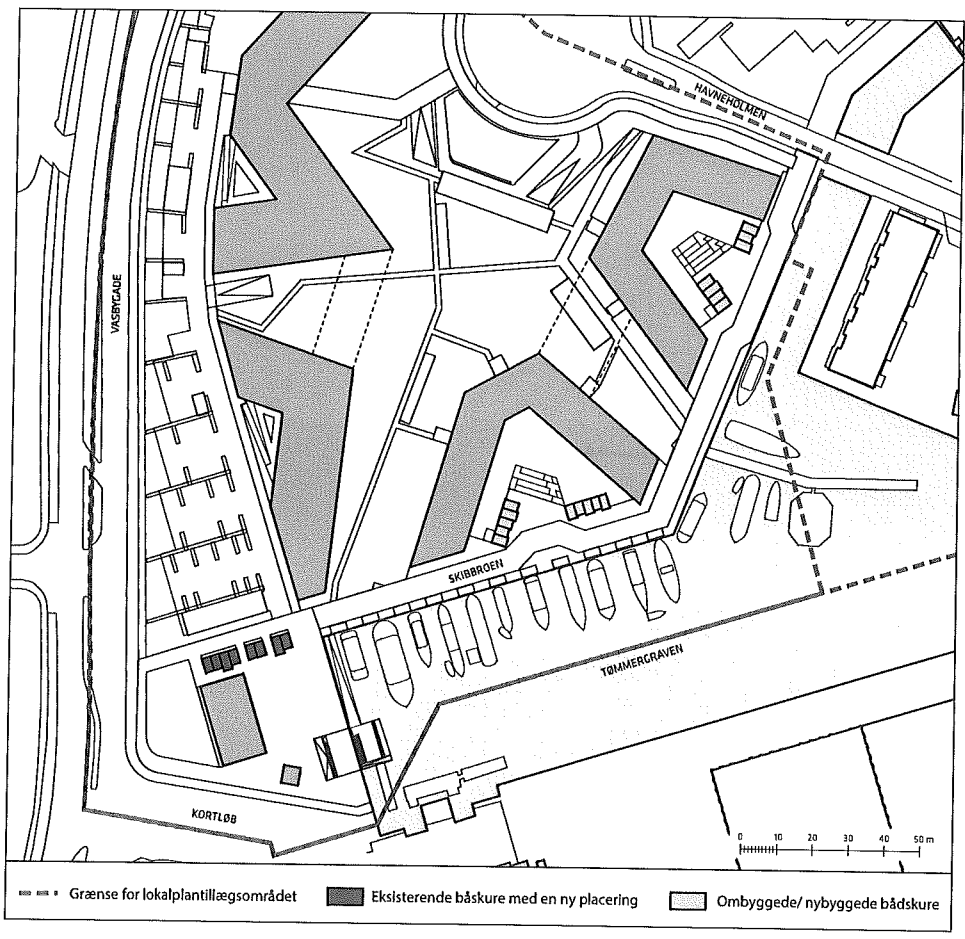 HAVNEHOLMEN
VASBYGADE
SKIBBROEN
TØMMERGRAVEN
KORTLØB
0 10 20 30 40 50 m
Grænse for lokalplantillægsområdet
Eksisterende båskure med en ny placering
Ombyggede/ nybyggede bådskure